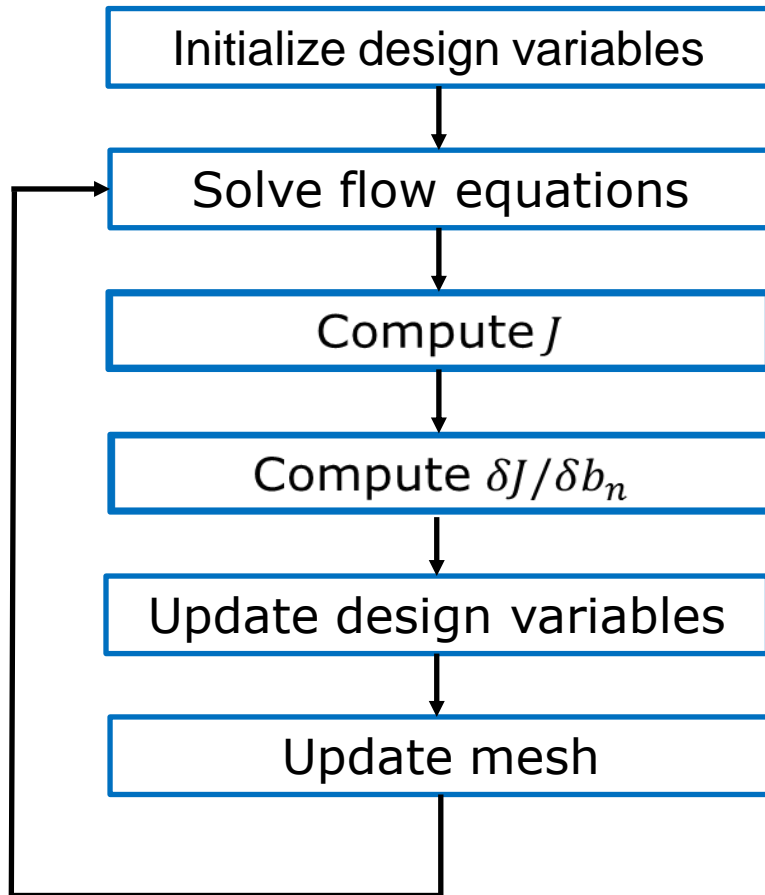 Initialize design variables
Solve flow equations
Compute J
Compute δJ/δbₙ
Update design variables
Update mesh